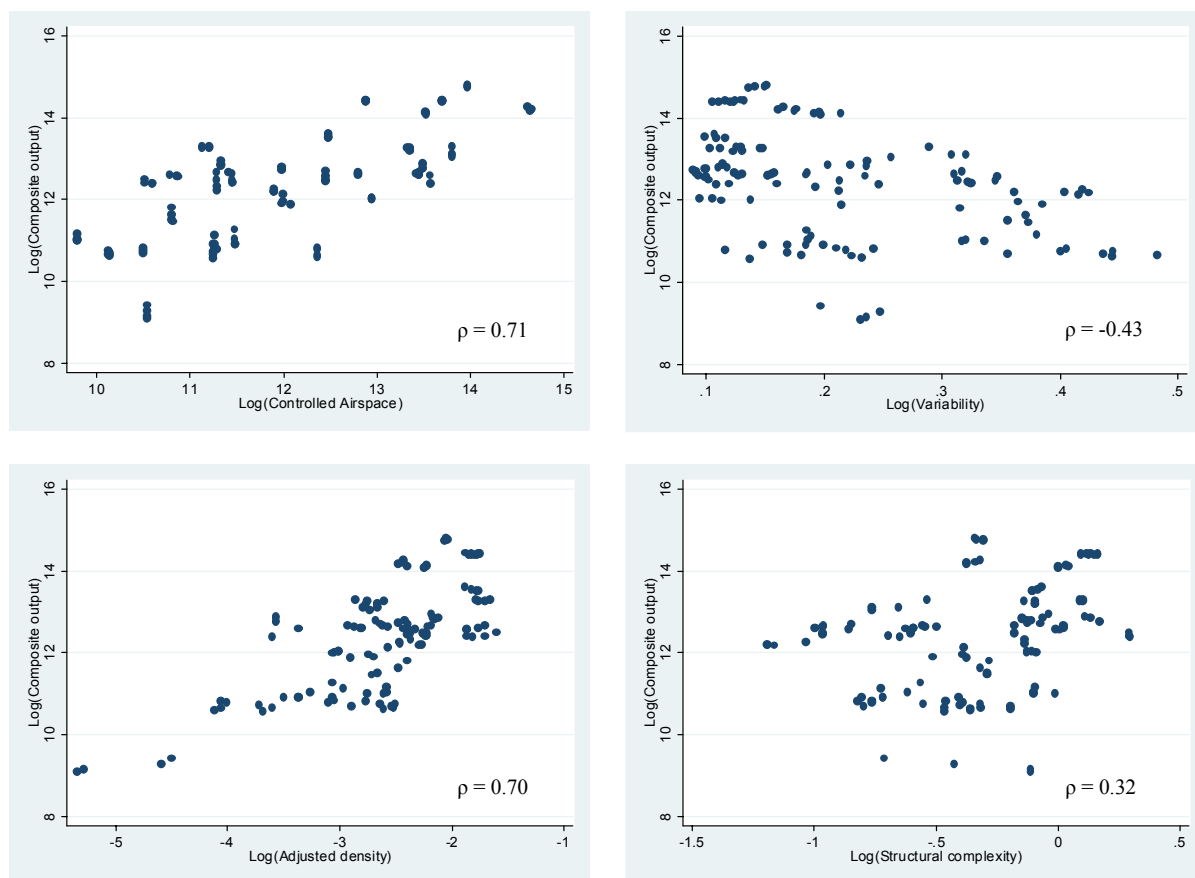 16
14
12
10
8
Log(Composite output)
ρ = 0.71
10 11 12 13 14 15
Log(Controlled Airspace)
16
14
12
10
8
Log(Composite output)
ρ = -0.43
.1 .2 .3 .4 .5
Log(Variability)
16
14
12
10
8
Log(Composite output)
ρ = 0.70
-5 -4 -3 -2 -1
Log(Adjusted density)
16
14
12
10
8
Log(Composite output)
ρ = 0.32
-1.5 -1 -.5 0 .5
Log(Structural complexity)